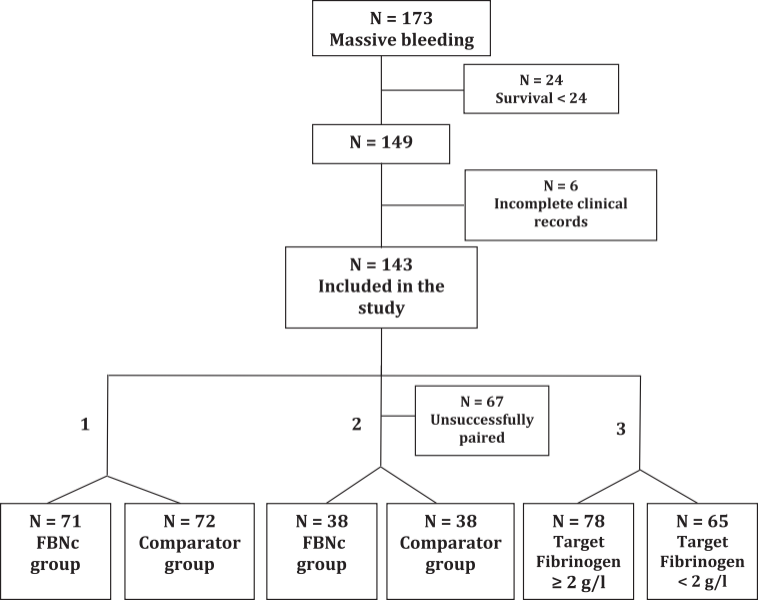 N = 173
Massive bleeding
N = 24
Survival < 24
N = 149
N = 6
Incomplete clinical
records
N = 143
Included in the
study
1
2
3
N = 67
Unsuccessfully
paired
N = 71
FBNc
group
N = 72
Comparator
group
N = 38
FBNc
group
N = 38
Comparator
group
N = 78
Target
Fibrinogen
≥ 2 g/l
N = 65
Target
Fibrinogen
< 2 g/l